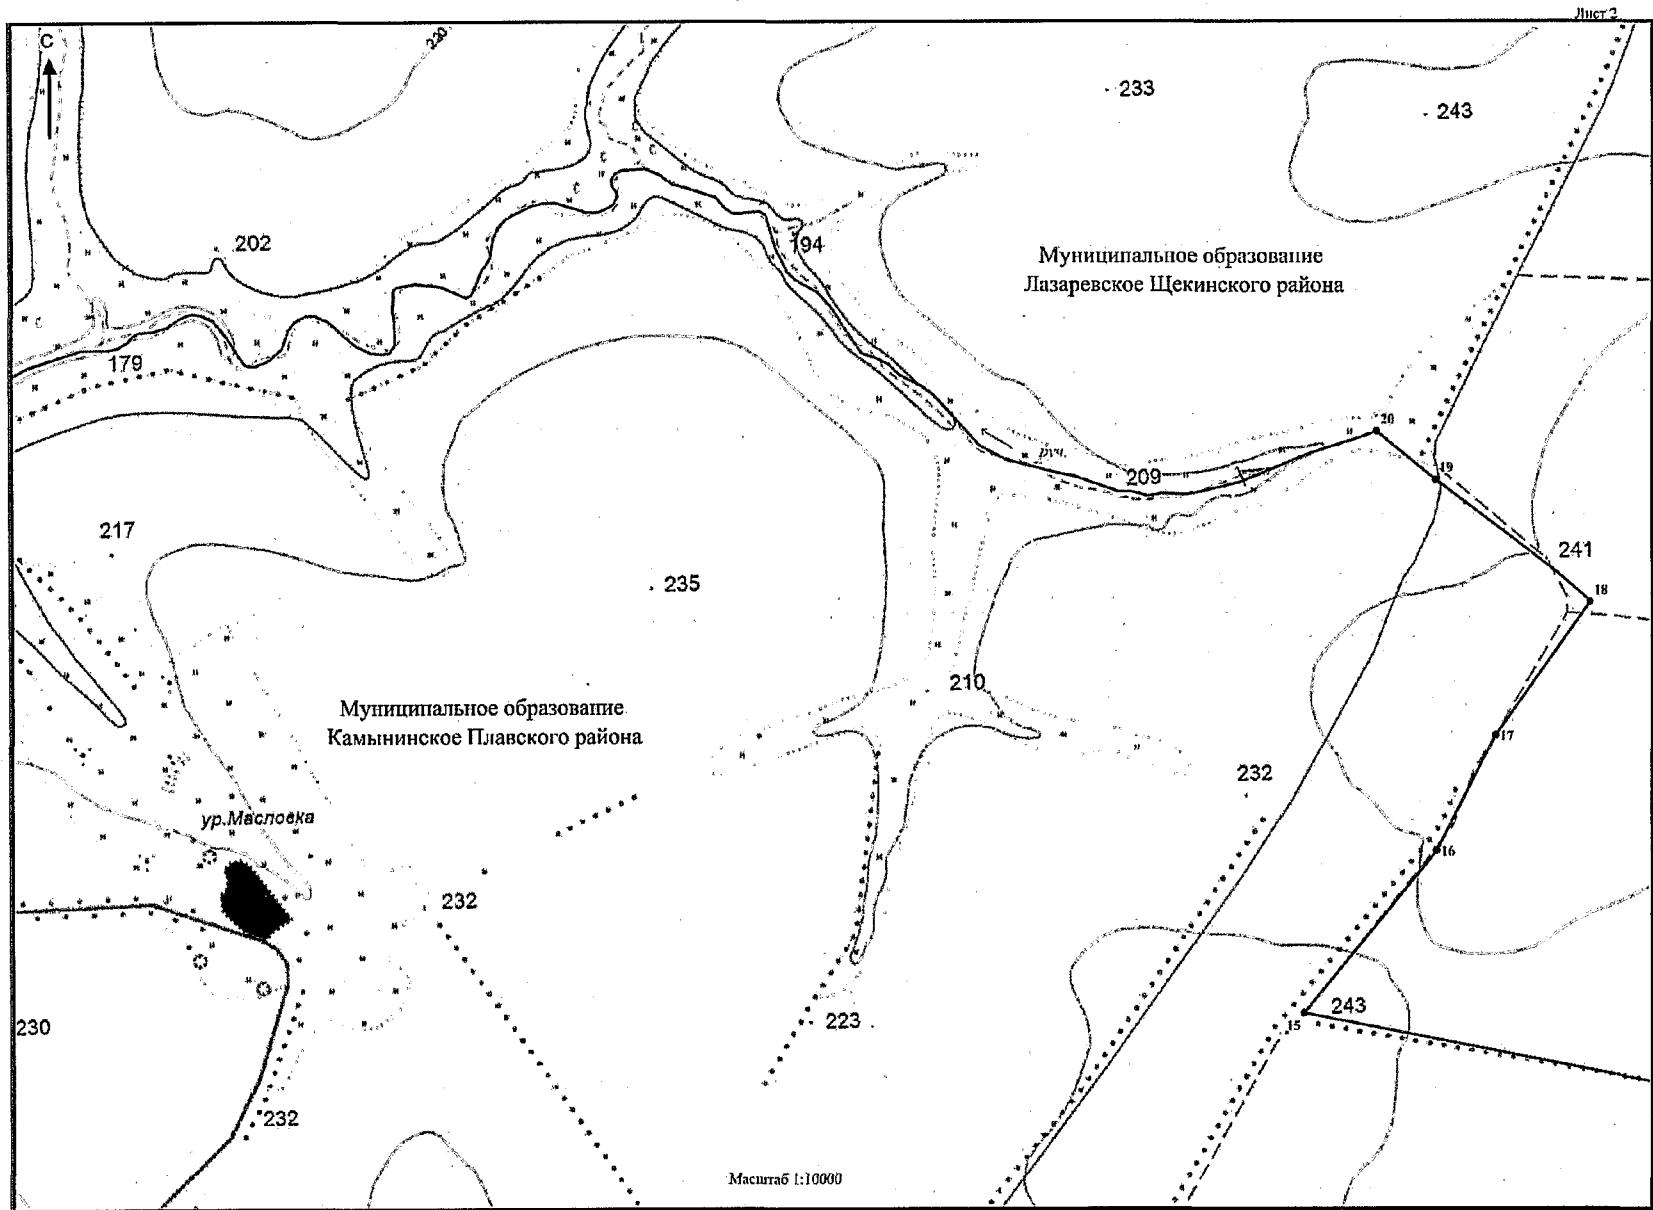 Лист 2
С
220
233
243
202
194
Муниципальное образование
Лазаревское Щекинского района
179
20
руч.
209
19
217
241
18
235
210
Муниципальное образование
Камынинское Плавского района
17
232
ур.Масловка
16
232
243
15
223
230
232
Масштаб 1:10000